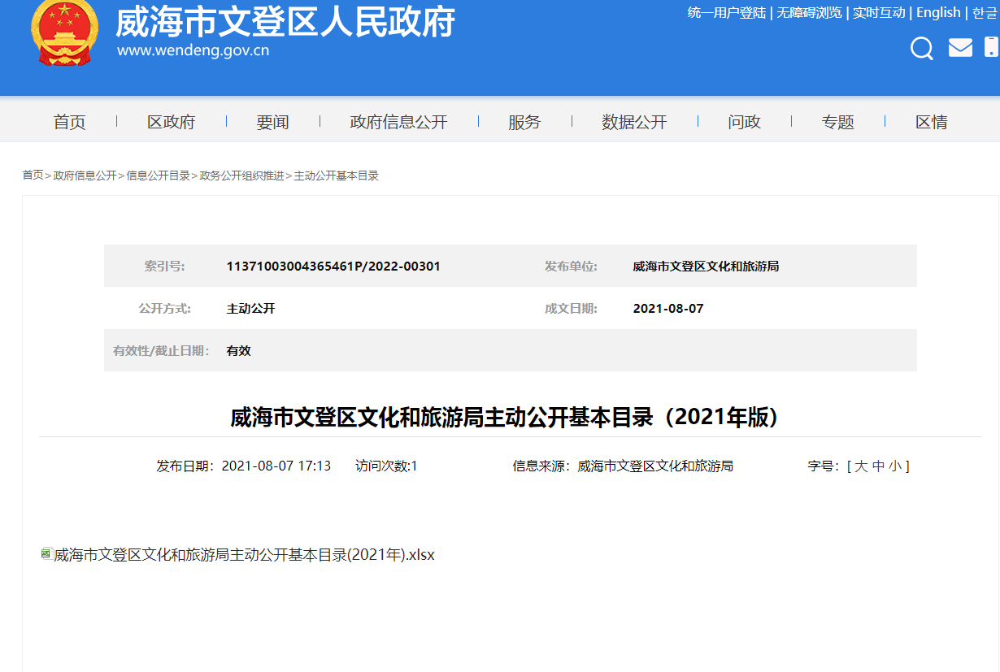 威海市文登区人民政府
www.wendeng.gov.cn
统一用户登陆 | 无障碍浏览 | 实时互动 | English | 한글
首页 | 区政府 | 要闻 | 政府信息公开 | 服务 | 数据公开 | 问政 | 专题 | 区情
首页>政府信息公开>信息公开目录>政务公开组织推进>主动公开基本目录
索引号: 11371003004365461P/2022-00301 发布单位: 威海市文登区文化和旅游局
公开方式: 主动公开 成文日期: 2021-08-07
有效性/截止日期: 有效
威海市文登区文化和旅游局主动公开基本目录（2021年版）
发布日期：2021-08-07 17:13 访问次数:1 信息来源：威海市文登区文化和旅游局 字号：[ 大 中 小 ]
威海市文登区文化和旅游局主动公开基本目录(2021年).xlsx